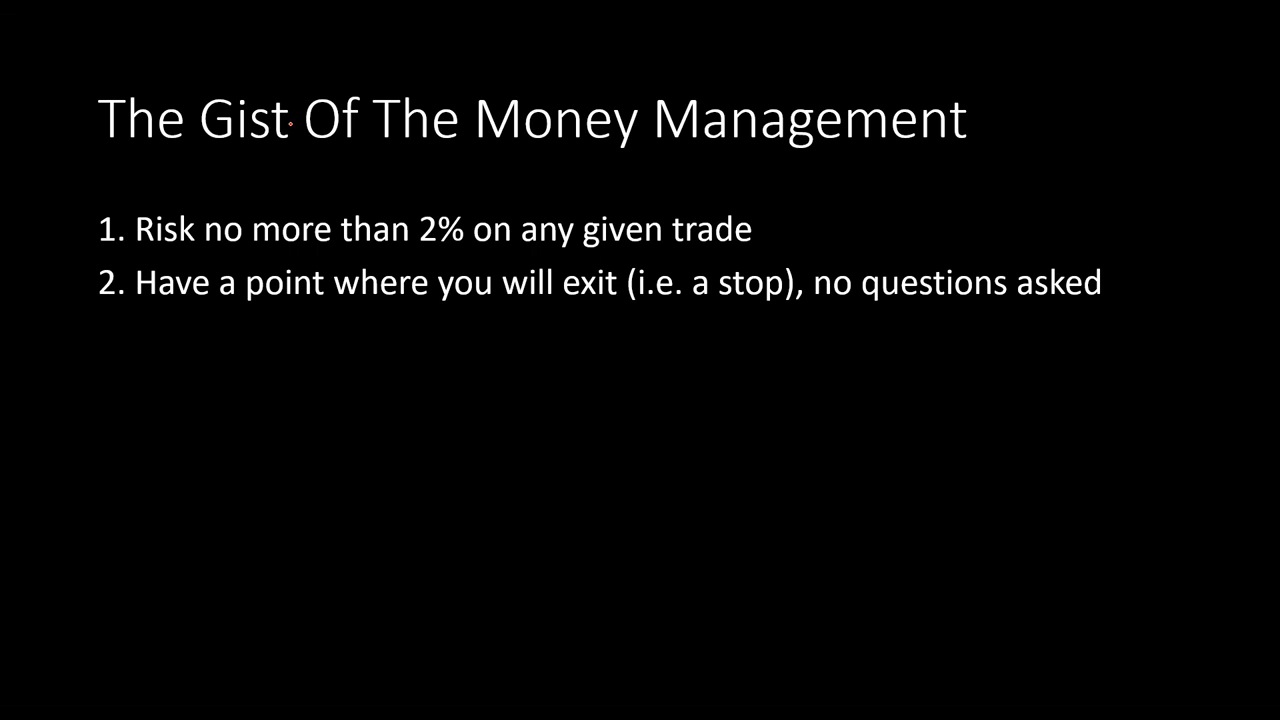 The Gist Of The Money Management
1. Risk no more than 2% on any given trade
2. Have a point where you will exit (i.e. a stop), no questions asked